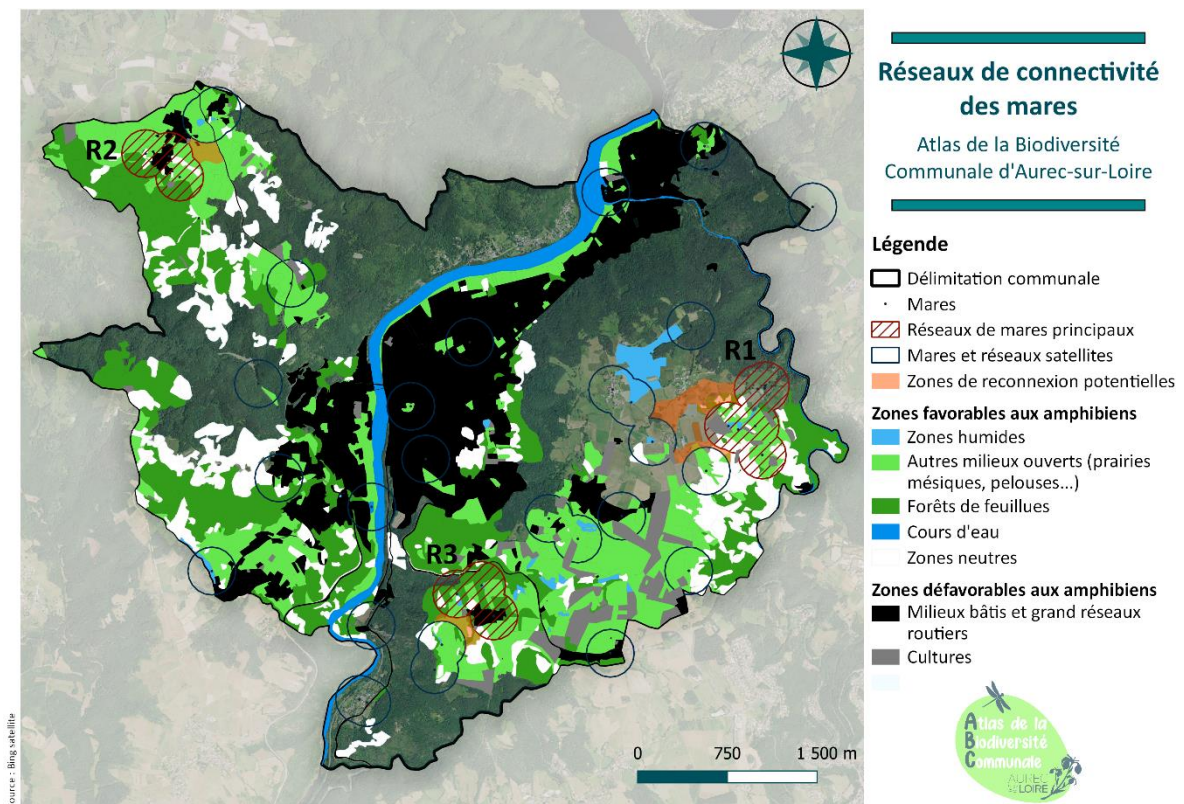 Réseaux de connectivité
des mares
Atlas de la Biodiversité
Communale d'Aurec-sur-Loire
Légende
Délimitation communale
Mares
Réseaux de mares principaux
Mares et réseaux satellites
Zones de reconnexion potentielles
Zones favorables aux amphibiens
Zones humides
Autres milieux ouverts (prairies
mésiques, pelouses...)
Forêts de feuillues
Cours d'eau
Zones neutres
Zones défavorables aux amphibiens
Milieux bâtis et grand réseaux
routiers
Cultures
R2
R1
R3
0 750 1 500 m
ource : Bing satellite
Atlas de la
Biodiversité
Communale
AUREC
SUR LOIRE